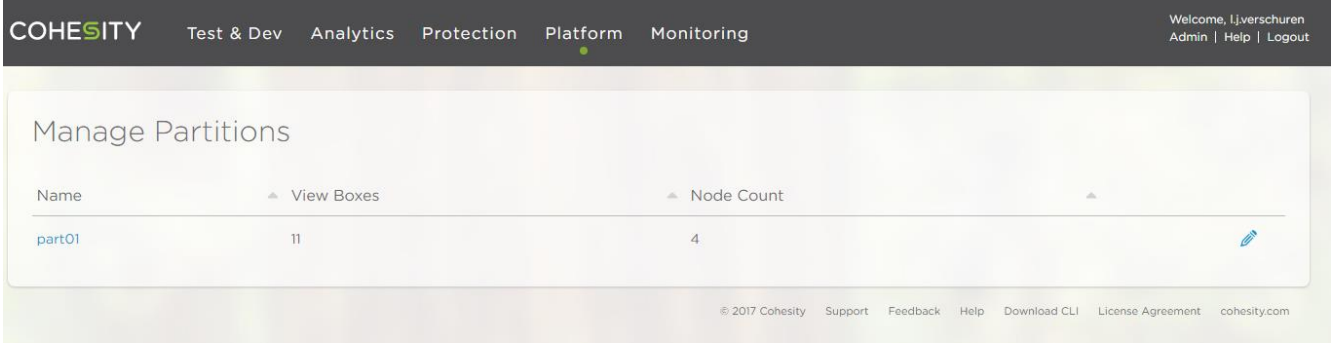 COHESITY Test & Dev Analytics Protection Platform Monitoring
Welcome, l.j.verschuren
Admin | Help | Logout
Manage Partitions
Name View Boxes Node Count
part01 11 4
© 2017 Cohesity Support Feedback Help Download CLI License Agreement cohesity.com